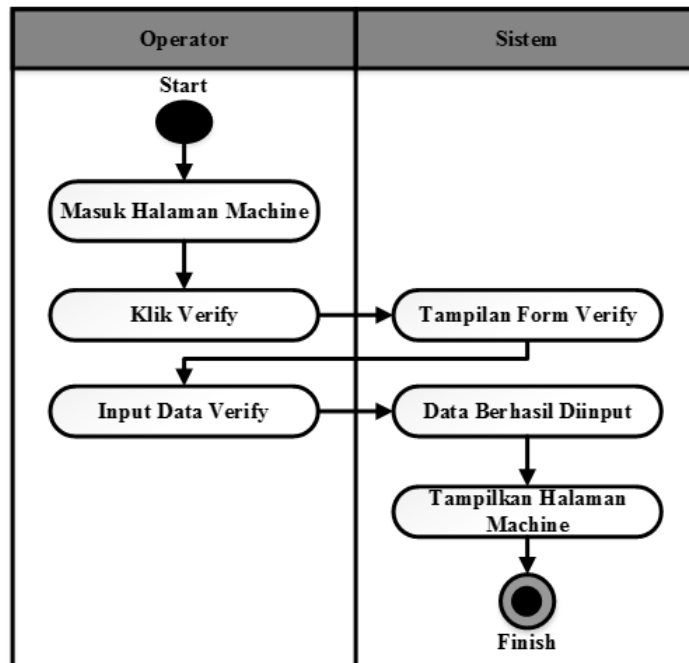 Operator
Sistem
Start
Masuk Halaman Machine
Klik Verify
Tampilan Form Verify
Input Data Verify
Data Berhasil Diinput
Tampilkan Halaman
Machine
Finish